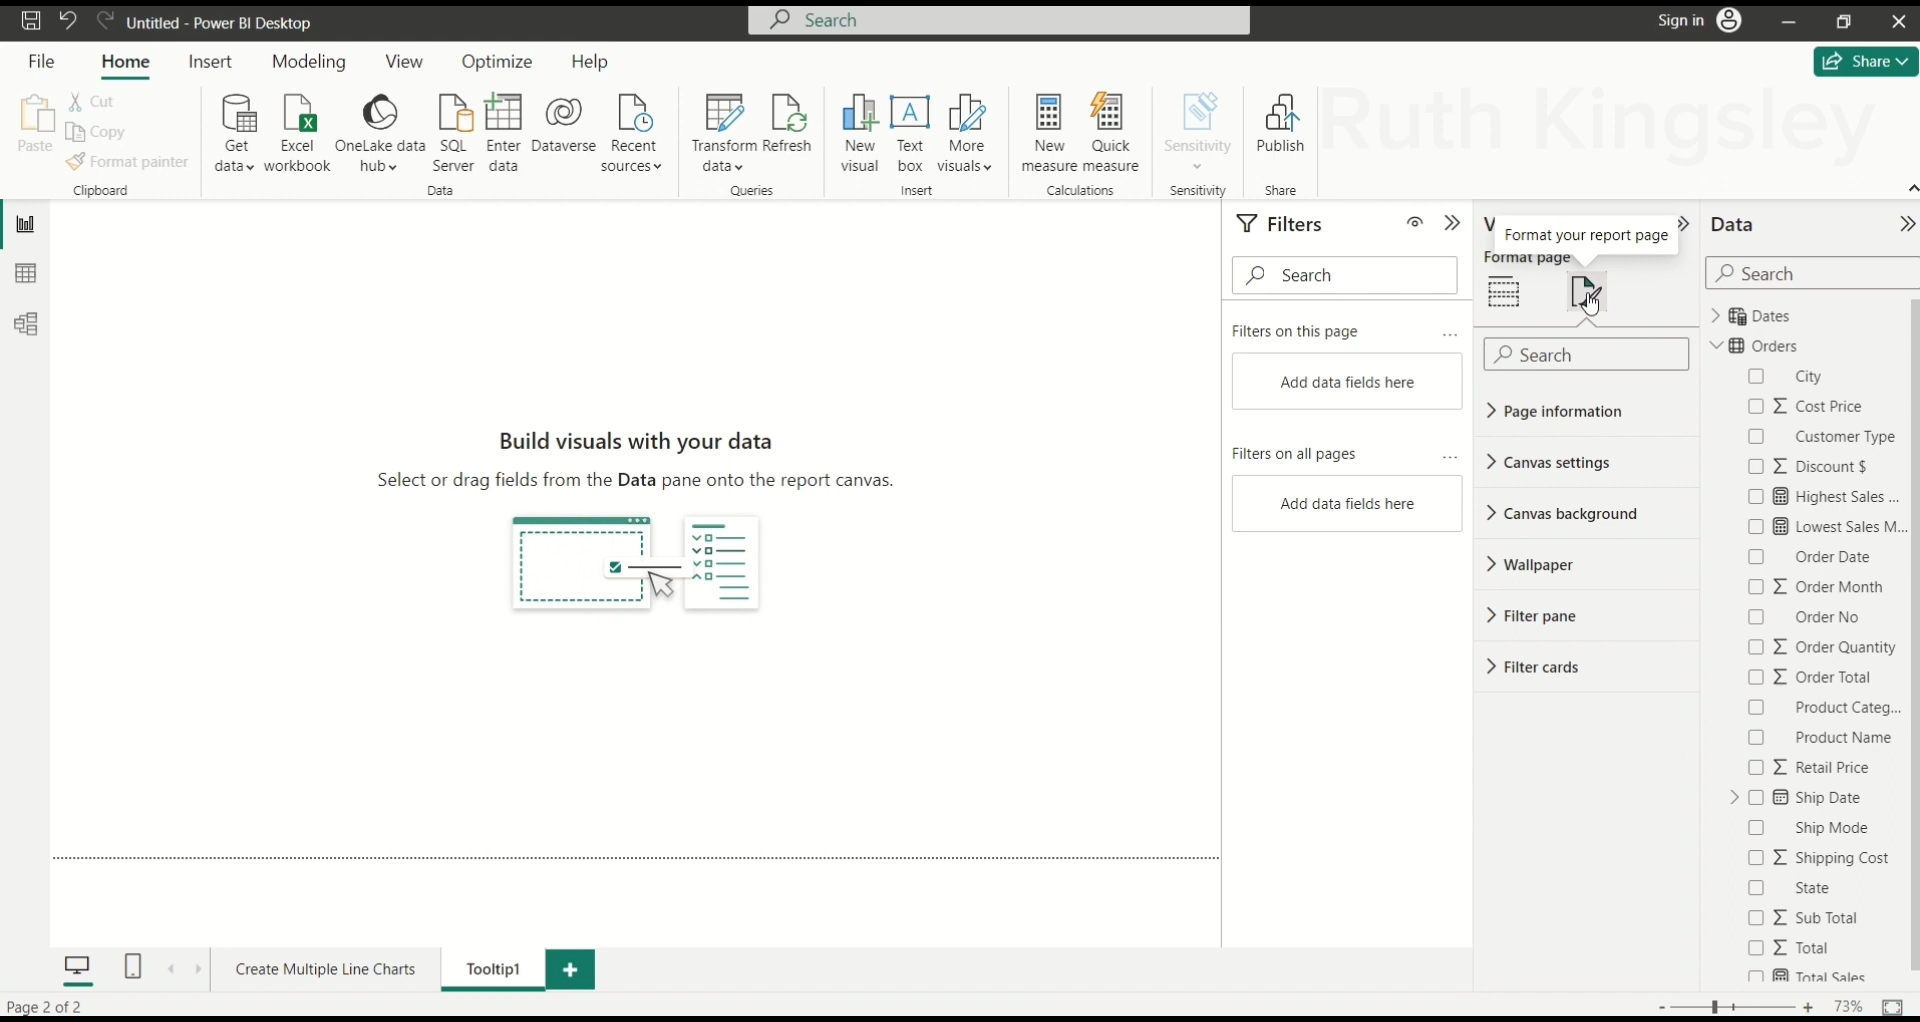 Untitled - Power BI Desktop
Search
Sign in
File Home Insert Modeling View Optimize Help
Share
Paste
Cut
Copy
Format painter
Clipboard
Get data
Excel workbook
OneLake data hub
SQL Server
Enter data
Dataverse
Recent sources
Data
Transform data
Refresh
Queries
New visual
A
Text box
More visuals
Insert
New measure
Quick measure
Calculations
Sensitivity
Sensitivity
Publish
Share
Ruth Kingsley
Build visuals with your data
Select or drag fields from the Data pane onto the report canvas.
Filters
Search
Filters on this page ...
Add data fields here
Filters on all pages ...
Add data fields here
V
Format your report page
Format page
Search
Page information
Canvas settings
Canvas background
Wallpaper
Filter pane
Filter cards
Data
Search
Dates
Orders
City
Σ Cost Price
Customer Type
Σ Discount $
Highest Sales ...
Lowest Sales M...
Order Date
Σ Order Month
Order No
Σ Order Quantity
Σ Order Total
Product Categ...
Product Name
Σ Retail Price
Ship Date
Ship Mode
Σ Shipping Cost
State
Σ Sub Total
Σ Total
Total Sales
Create Multiple Line Charts
Tooltip1
+
Page 2 of 2
- + 73%